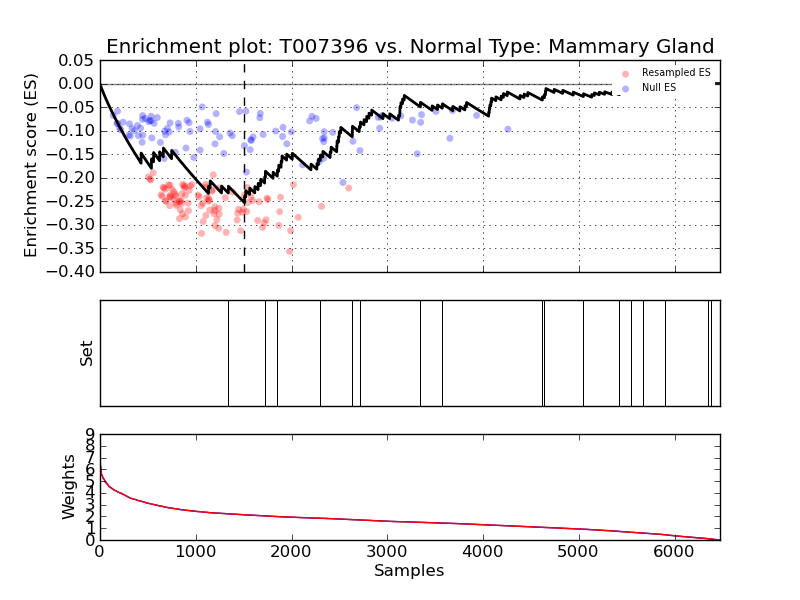 Enrichment plot: T007396 vs. Normal Type: Mammary Gland
0.05
0.00
−0.05
−0.10
−0.15
−0.20
−0.25
−0.30
−0.35
−0.40
Enrichment score (ES)
Resampled ES
Null ES
Set
9
8
7
6
5
4
3
2
1
0
Weights
0 1000 2000 3000 4000 5000 6000
Samples